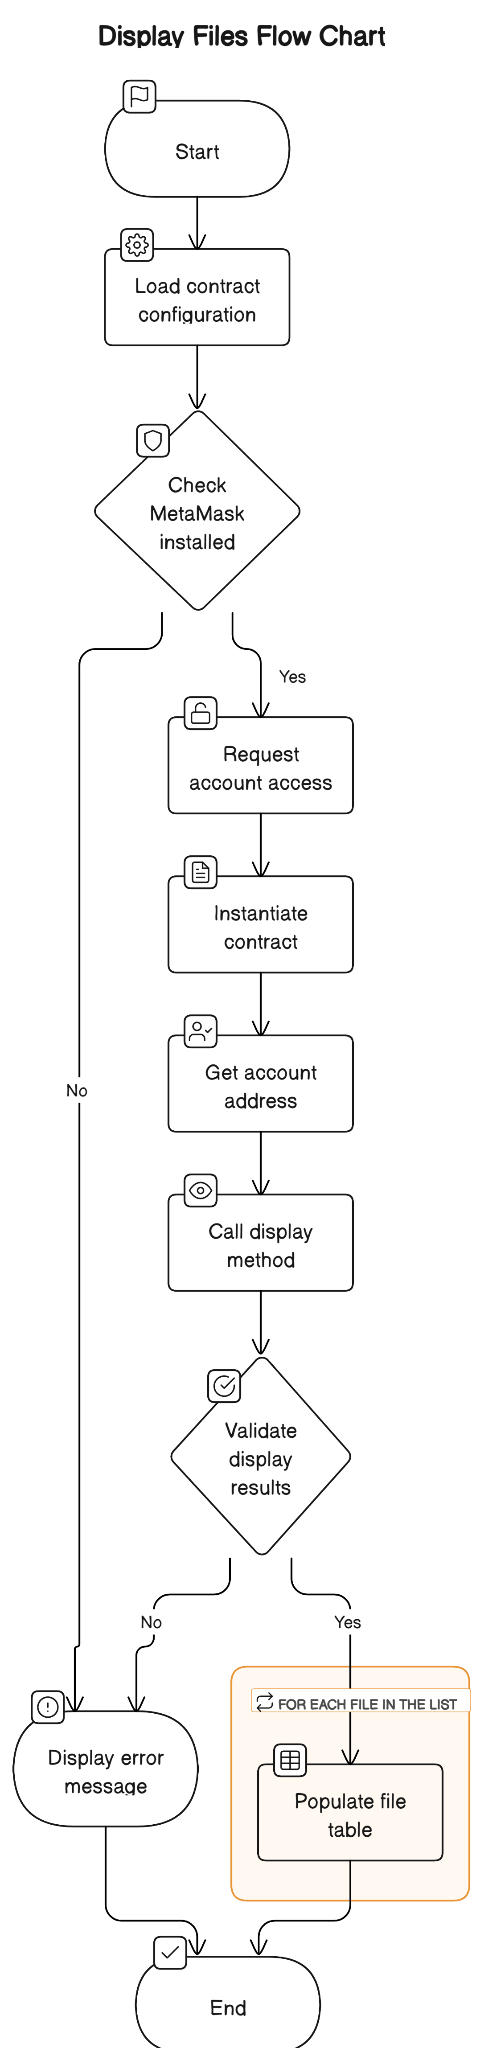 Display Files Flow Chart
Start
Load contract
configuration
Check
MetaMask
installed
Yes
Request
account access
Instantiate
contract
Get account
address
No
Call display
method
Validate
display
results
No
Yes
FOR EACH FILE IN THE LIST
Display error
message
Populate file
table
End